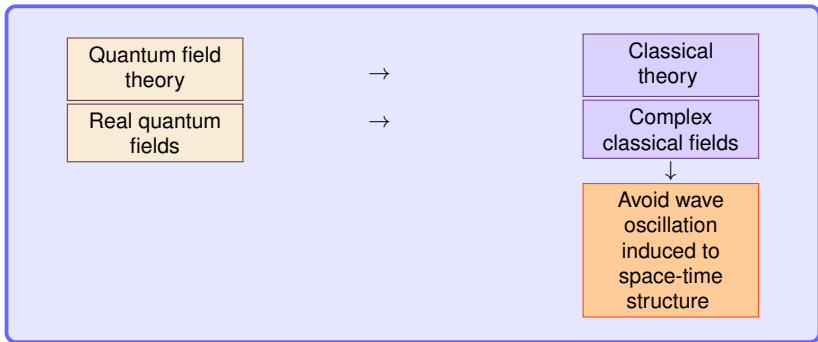 Quantum field
theory
→
Classical
theory
Real quantum
fields
→
Complex
classical fields
↓
Avoid wave
oscillation
induced to
space-time
structure